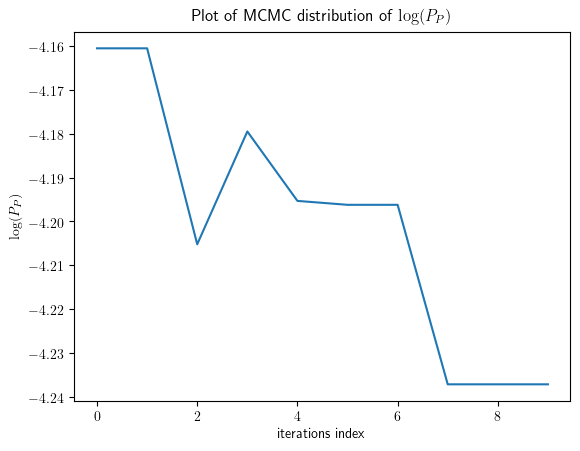 Plot of MCMC distribution of log(P_P)
−4.16
−4.17
−4.18
−4.19
−4.20
−4.21
−4.22
−4.23
−4.24
log(P_P)
0 2 4 6 8
iterations index